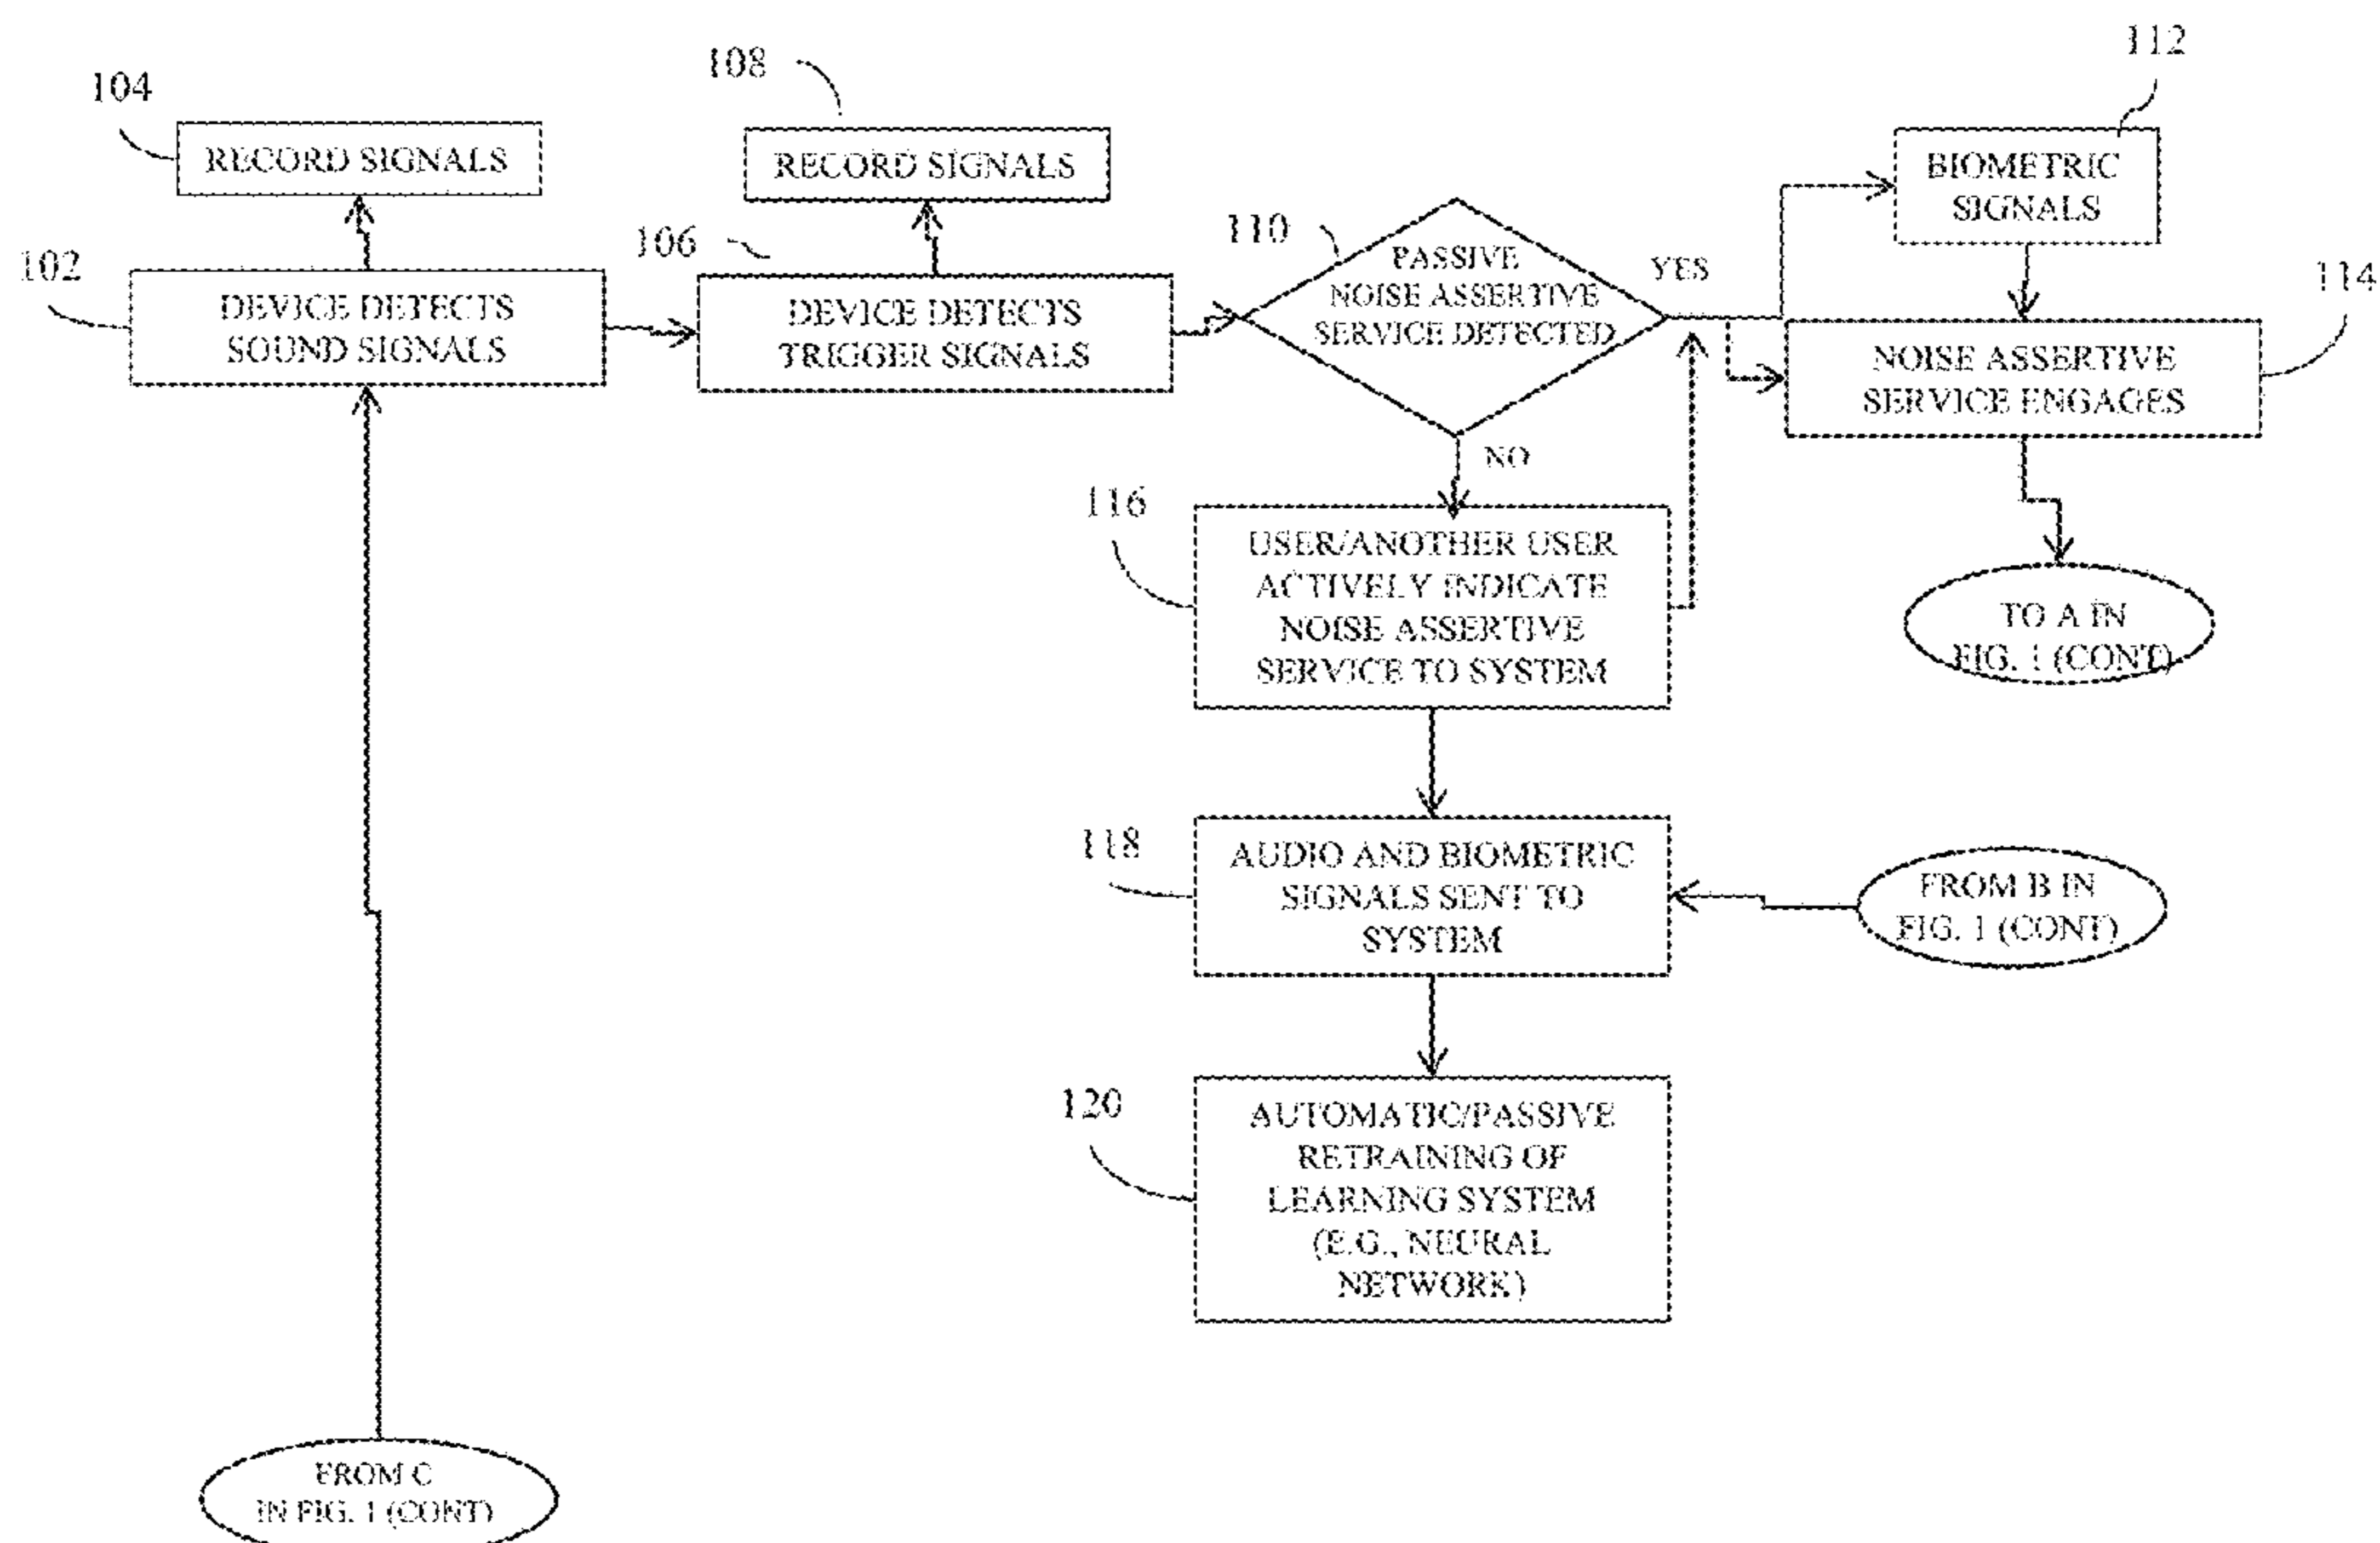 104
RECORD SIGNALS
102
DEVICE DETECTS
SOUND SIGNALS
108
RECORD SIGNALS
106
DEVICE DETECTS
TRIGGER SIGNALS
110
PASSIVE
NOISE ASSERTIVE
SERVICE DETECTED
YES
NO
112
BIOMETRIC
SIGNALS
114
NOISE ASSERTIVE
SERVICE ENGAGES
TO A IN
FIG. 1 (CONT)
116
USER/ANOTHER USER
ACTIVELY INDICATE
NOISE ASSERTIVE
SERVICE TO SYSTEM
118
AUDIO AND BIOMETRIC
SIGNALS SENT TO
SYSTEM
FROM B IN
FIG. 1 (CONT)
120
AUTOMATIC/PASSIVE
RETRAINING OF
LEARNING SYSTEM
(E.G., NEURAL
NETWORK)
FROM C
IN FIG. 1 (CONT)